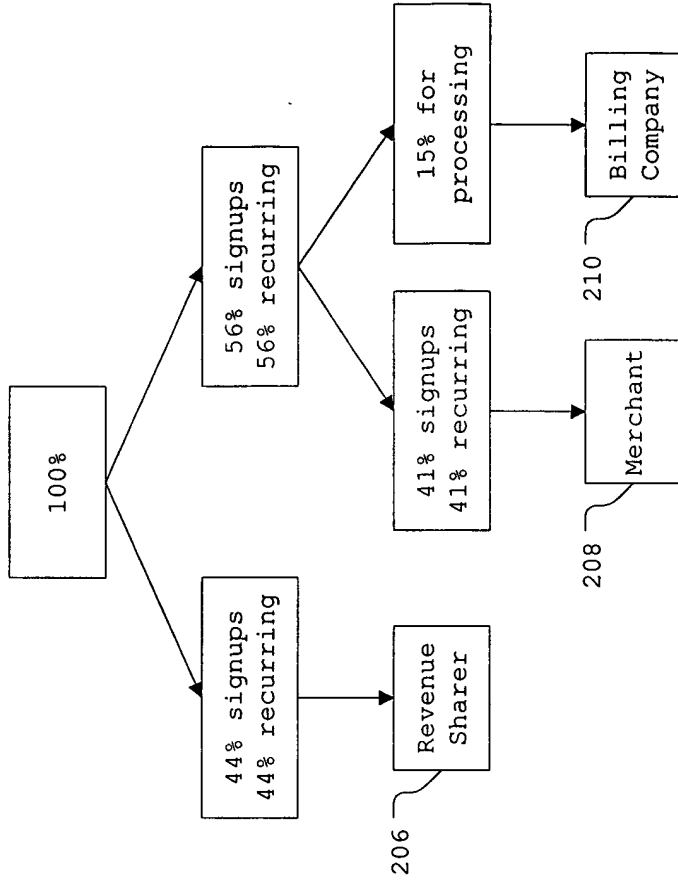 100%
44% signups
44% recurring
56% signups
56% recurring
Revenue
Sharer
206
41% signups
41% recurring
15% for
processing
Merchant
208
Billing
Company
210